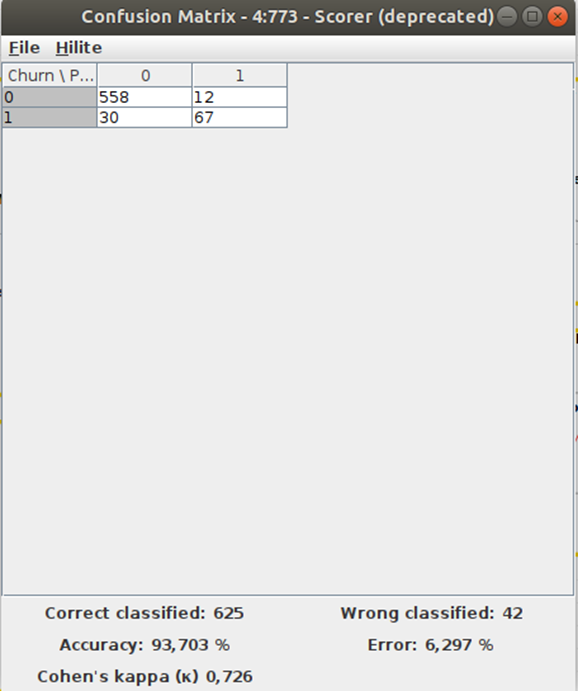 Confusion Matrix - 4:773 - Scorer (deprecated)
File Hilite
Churn \ P... 0 1
0 558 12
1 30 67
Correct classified: 625 Wrong classified: 42
Accuracy: 93,703 % Error: 6,297 %
Cohen's kappa (κ) 0,726